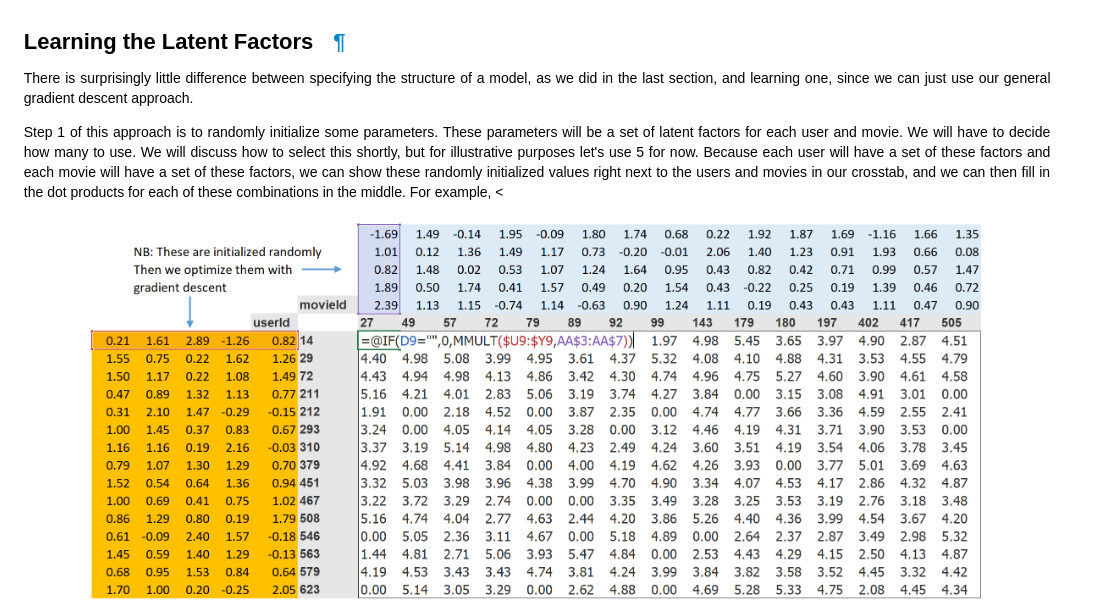 Learning the Latent Factors ¶
There is surprisingly little difference between specifying the structure of a model, as we did in the last section, and learning one, since we can just use our general
gradient descent approach.
Step 1 of this approach is to randomly initialize some parameters. These parameters will be a set of latent factors for each user and movie. We will have to decide
how many to use. We will discuss how to select this shortly, but for illustrative purposes let's use 5 for now. Because each user will have a set of these factors and
each movie will have a set of these factors, we can show these randomly initialized values right next to the users and movies in our crosstab, and we can then fill in
the dot products for each of these combinations in the middle. For example, <
-1.69 1.49 -0.14 1.95 -0.09 1.80 1.74 0.68 0.22 1.92 1.87 1.69 -1.16 1.66 1.35
NB: These are initialized randomly 1.01 0.12 1.36 1.49 1.17 0.73 -0.20 -0.01 2.06 1.40 1.23 0.91 1.93 0.66 0.08
Then we optimize them with 0.82 1.48 0.02 0.53 1.07 1.24 1.64 0.95 0.43 0.82 0.42 0.71 0.99 0.57 1.47
gradient descent 1.89 0.50 1.74 0.41 1.57 0.49 0.20 1.54 0.43 -0.22 0.25 0.19 1.39 0.46 0.72
movieId 2.39 1.13 1.15 -0.74 1.14 -0.63 0.90 1.24 1.11 0.19 0.43 0.43 1.11 0.47 0.90
userId 27 49 57 72 79 89 92 99 143 179 180 197 402 417 505
0.21 1.61 2.89 -1.26 0.82 14 =@IF(D9="",0,MMULT($U9:$Y9,AA$3:AA$7)) 1.97 4.98 5.45 3.65 3.97 4.90 2.87 4.51
1.55 0.75 0.22 1.62 1.26 29 4.40 4.98 5.08 3.99 4.95 3.61 4.37 5.32 4.08 4.10 4.88 4.31 3.53 4.55 4.79
1.50 1.17 0.22 1.08 1.49 72 4.43 4.94 4.98 4.13 4.86 3.42 4.30 4.74 4.96 4.75 5.27 4.60 3.90 4.61 4.58
0.47 0.89 1.32 1.13 0.77 211 5.16 4.21 4.01 2.83 5.06 3.19 3.74 4.27 3.84 0.00 3.15 3.08 4.91 3.01 0.00
0.31 2.10 1.47 -0.29 -0.15 212 1.91 0.00 2.18 4.52 0.00 3.87 2.35 0.00 4.74 4.77 3.66 3.36 4.59 2.55 2.41
1.00 1.45 0.37 0.83 0.67 293 3.24 0.00 4.05 4.14 4.05 3.28 0.00 3.12 4.46 4.19 4.31 3.71 3.90 3.53 0.00
1.16 1.16 0.19 2.16 -0.03 310 3.37 3.19 5.14 4.98 4.80 4.23 2.49 4.24 3.60 3.51 4.19 3.54 4.06 3.78 3.45
0.79 1.07 1.30 1.29 0.70 379 4.92 4.68 4.41 3.84 0.00 4.00 4.19 4.62 4.26 3.93 0.00 3.77 5.01 3.69 4.63
1.52 0.54 0.64 1.36 0.94 451 3.32 5.03 3.98 3.96 4.38 3.99 4.70 4.90 3.34 4.07 4.53 4.17 2.86 4.32 4.87
1.00 0.69 0.41 0.75 1.02 467 3.22 3.72 3.29 2.74 0.00 0.00 3.35 3.49 3.28 3.25 3.53 3.19 2.76 3.18 3.48
0.86 1.29 0.80 0.19 1.79 508 5.16 4.74 4.04 2.77 4.63 2.44 4.20 3.86 5.26 4.40 4.36 3.99 4.54 3.67 4.20
0.61 -0.09 2.40 1.57 -0.18 546 0.00 5.05 2.36 3.11 4.67 0.00 5.18 4.89 0.00 2.64 2.37 2.87 3.49 2.98 5.32
1.45 0.59 1.40 1.29 -0.13 563 1.44 4.81 2.71 5.06 3.93 5.47 4.84 0.00 2.53 4.43 4.29 4.15 2.50 4.13 4.87
0.68 0.95 1.53 0.84 0.64 579 4.19 4.53 3.43 3.43 4.74 3.81 4.24 3.99 3.84 3.82 3.58 3.52 4.45 3.32 4.42
1.70 1.00 0.20 -0.25 2.05 623 0.00 5.14 3.05 3.29 0.00 2.62 4.88 0.00 4.69 5.28 5.33 4.75 2.08 4.45 4.34